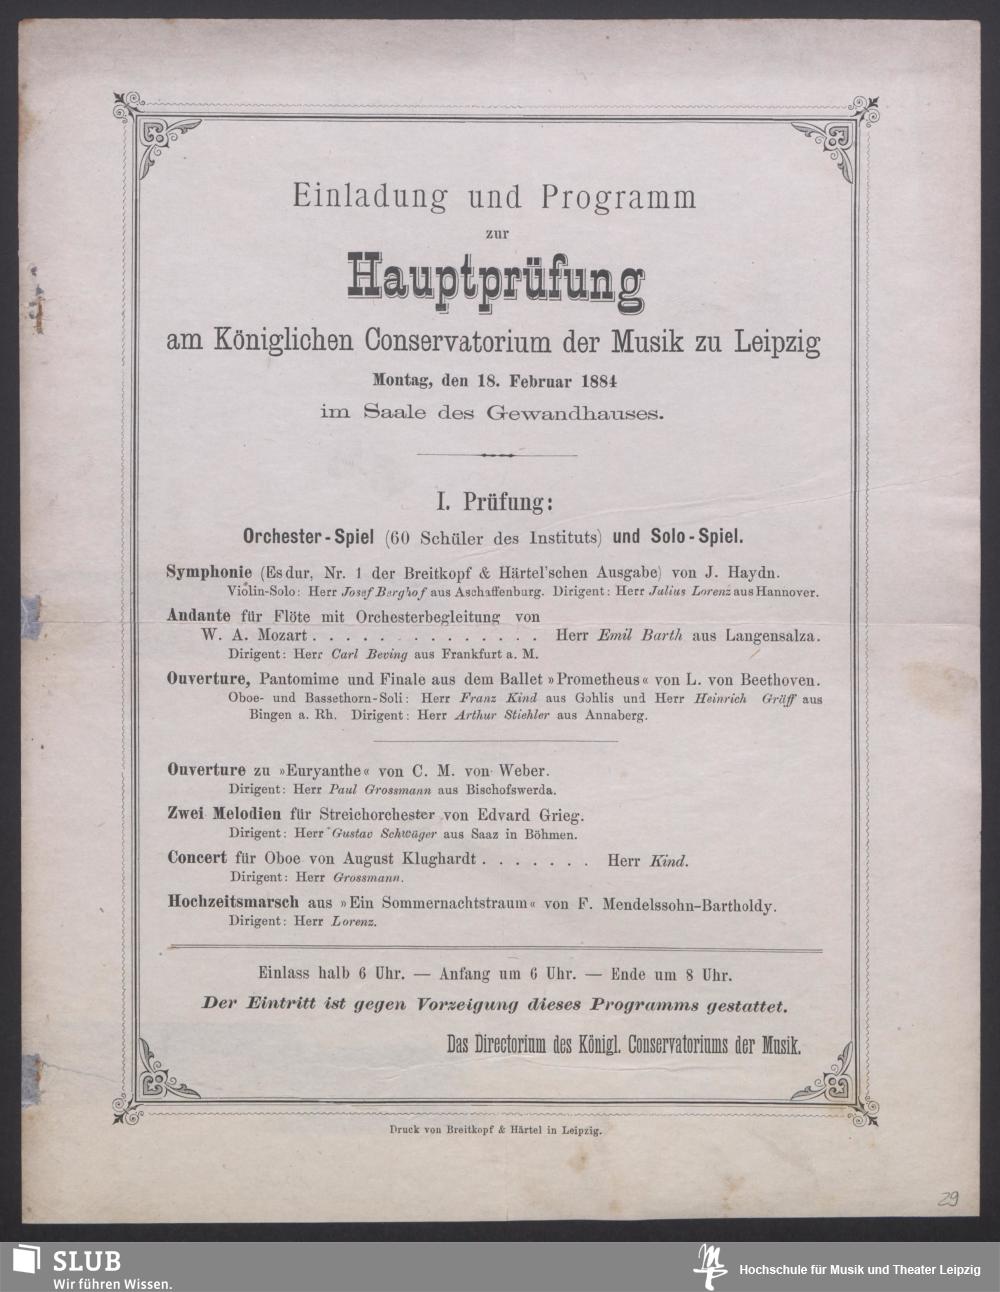 Einladung und Programm
zur
Hauptprüfung
am Königlichen Conservatorium der Musik zu Leipzig
Montag, den 18. Februar 1884
im Saale des Gewandhauses.
I. Prüfung:
Orchester-Spiel (60 Schüler des Instituts) und Solo-Spiel.
Symphonie (Esdur, Nr. 1 der Breitkopf & Härtel'schen Ausgabe) von J. Haydn.
Violin-Solo: Herr Josef Berghof aus Aschaffenburg. Dirigent: Herr Julius Lorenz aus Hannover.
Andante für Flöte mit Orchesterbegleitung von
W. A. Mozart . . . . . . . . . . . . . . Herr Emil Barth aus Langensalza.
Dirigent: Herr Carl Beving aus Frankfurt a. M.
Ouverture, Pantomime und Finale aus dem Ballet »Prometheus« von L. von Beethoven.
Oboe- und Bassethorn-Soli: Herr Franz Kind aus Gohlis und Herr Heinrich Gräff aus
Bingen a. Rh. Dirigent: Herr Arthur Stiehler aus Annaberg.
Ouverture zu »Euryanthe« von C. M. von Weber.
Dirigent: Herr Paul Grossmann aus Bischofswerda.
Zwei Melodien für Streichorchester von Edvard Grieg.
Dirigent: Herr Gustav Schwäger aus Saaz in Böhmen.
Concert für Oboe von August Klughardt . . . . . . . Herr Kind.
Dirigent: Herr Grossmann.
Hochzeitsmarsch aus »Ein Sommernachtstraum« von F. Mendelssohn-Bartholdy.
Dirigent: Herr Lorenz.
Einlass halb 6 Uhr. — Anfang um 6 Uhr. — Ende um 8 Uhr.
Der Eintritt ist gegen Vorzeigung dieses Programms gestattet.
Das Directorium des Königl. Conservatoriums der Musik.
Druck von Breitkopf & Härtel in Leipzig.
29
SLUB
Wir führen Wissen.
Hochschule für Musik und Theater Leipzig